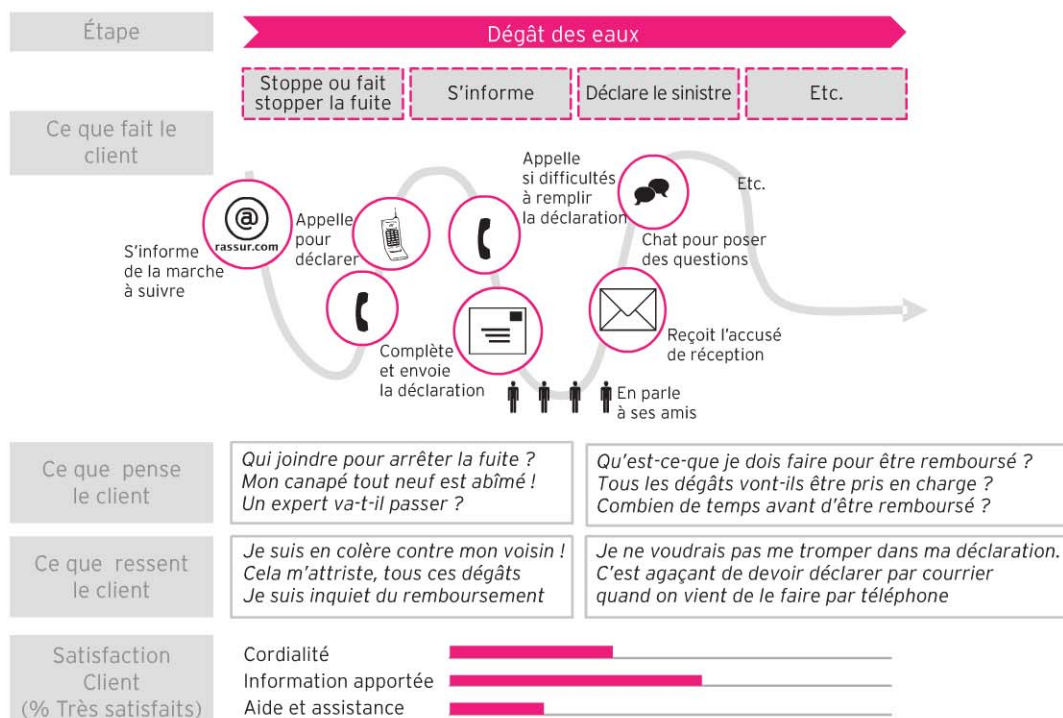 Étape
Dégât des eaux
Stoppe ou fait
stopper la fuite
S'informe
Déclare le sinistre
Etc.
Ce que fait le
client
@
rassur.com
S'informe
de la marche
à suivre
Appelle
pour
déclarer
Complète
et envoie
la déclaration
Appelle
si difficultés
à remplir
la déclaration
En parle
à ses amis
Reçoit l'accusé
de réception
Chat pour poser
des questions
Etc.
Ce que pense
le client
Qui joindre pour arrêter la fuite ?
Mon canapé tout neuf est abîmé !
Un expert va-t-il passer ?
Qu'est-ce-que je dois faire pour être remboursé ?
Tous les dégâts vont-ils être pris en charge ?
Combien de temps avant d'être remboursé ?
Ce que ressent
le client
Je suis en colère contre mon voisin !
Cela m'attriste, tous ces dégâts
Je suis inquiet du remboursement
Je ne voudrais pas me tromper dans ma déclaration.
C'est agaçant de devoir déclarer par courrier
quand on vient de le faire par téléphone
Satisfaction
Client
(% Très satisfaits)
Cordialité
Information apportée
Aide et assistance